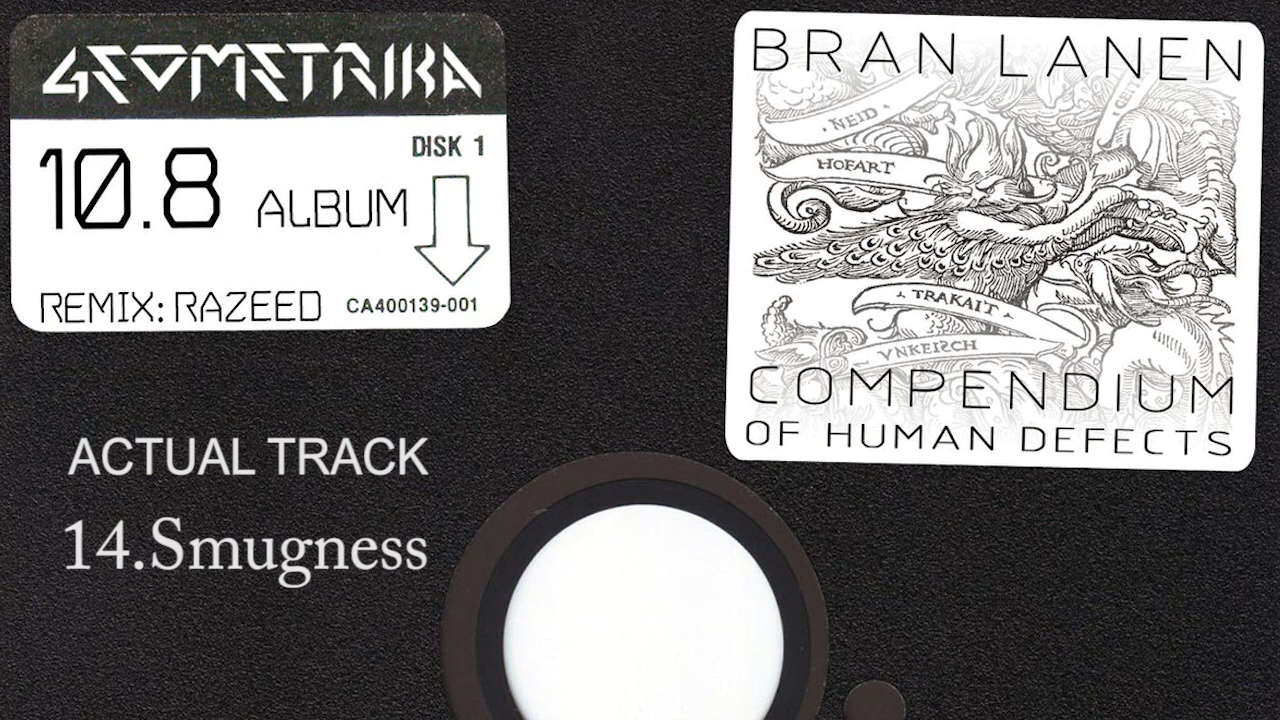 GEOMETRIKA
10.8 ALBUM
DISK 1
REMIX: RAZEED
CA400139-001
BRAN LANEN
NEID
HOFART
TRAKAIT
VNKEISCH
COMPENDIUM
OF HUMAN DEFECTS
ACTUAL TRACK
14.Smugness